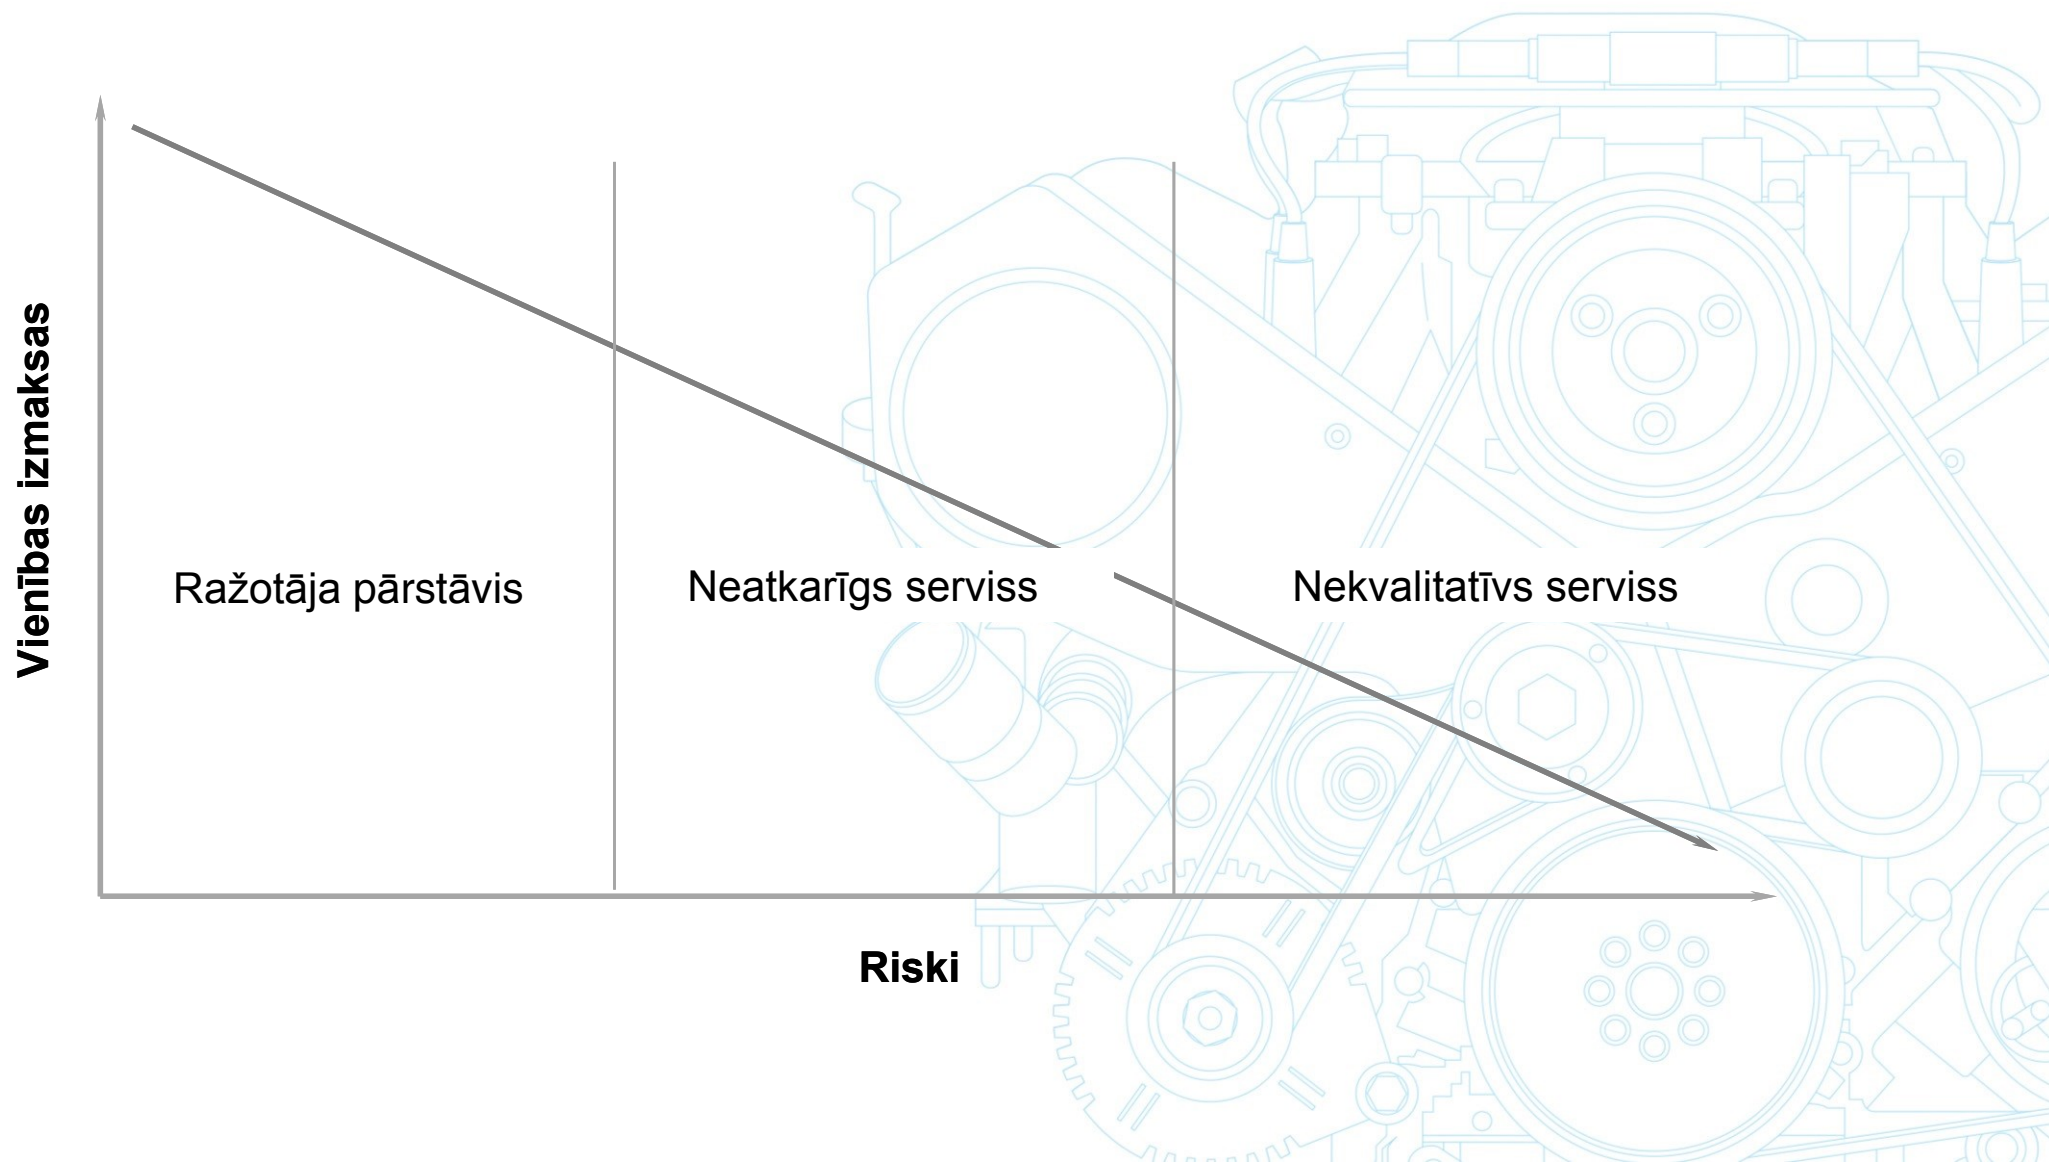 Vienības izmaksas
Ražotāja pārstāvis
Neatkarīgs serviss
Nekvalitatīvs serviss
Riski